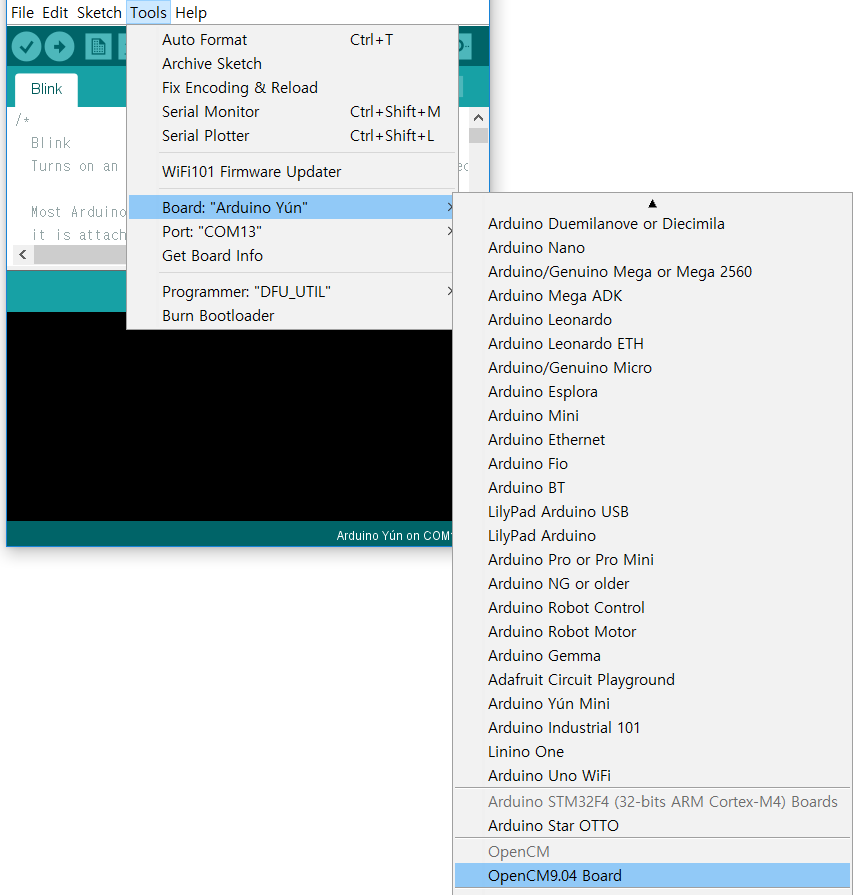 File Edit Sketch Tools Help
Auto Format Ctrl+T
Archive Sketch
Fix Encoding & Reload
Serial Monitor Ctrl+Shift+M
Serial Plotter Ctrl+Shift+L
WiFi101 Firmware Updater
Board: "Arduino Yún"
Port: "COM13"
Get Board Info
Programmer: "DFU_UTIL"
Burn Bootloader
Blink
/*
Blink
Turns on an
Most Arduino
it is attach
Arduino Yún on COM
Arduino Duemilanove or Diecimila
Arduino Nano
Arduino/Genuino Mega or Mega 2560
Arduino Mega ADK
Arduino Leonardo
Arduino Leonardo ETH
Arduino/Genuino Micro
Arduino Esplora
Arduino Mini
Arduino Ethernet
Arduino Fio
Arduino BT
LilyPad Arduino USB
LilyPad Arduino
Arduino Pro or Pro Mini
Arduino NG or older
Arduino Robot Control
Arduino Robot Motor
Arduino Gemma
Adafruit Circuit Playground
Arduino Yún Mini
Arduino Industrial 101
Linino One
Arduino Uno WiFi
Arduino STM32F4 (32-bits ARM Cortex-M4) Boards
Arduino Star OTTO
OpenCM
OpenCM9.04 Board